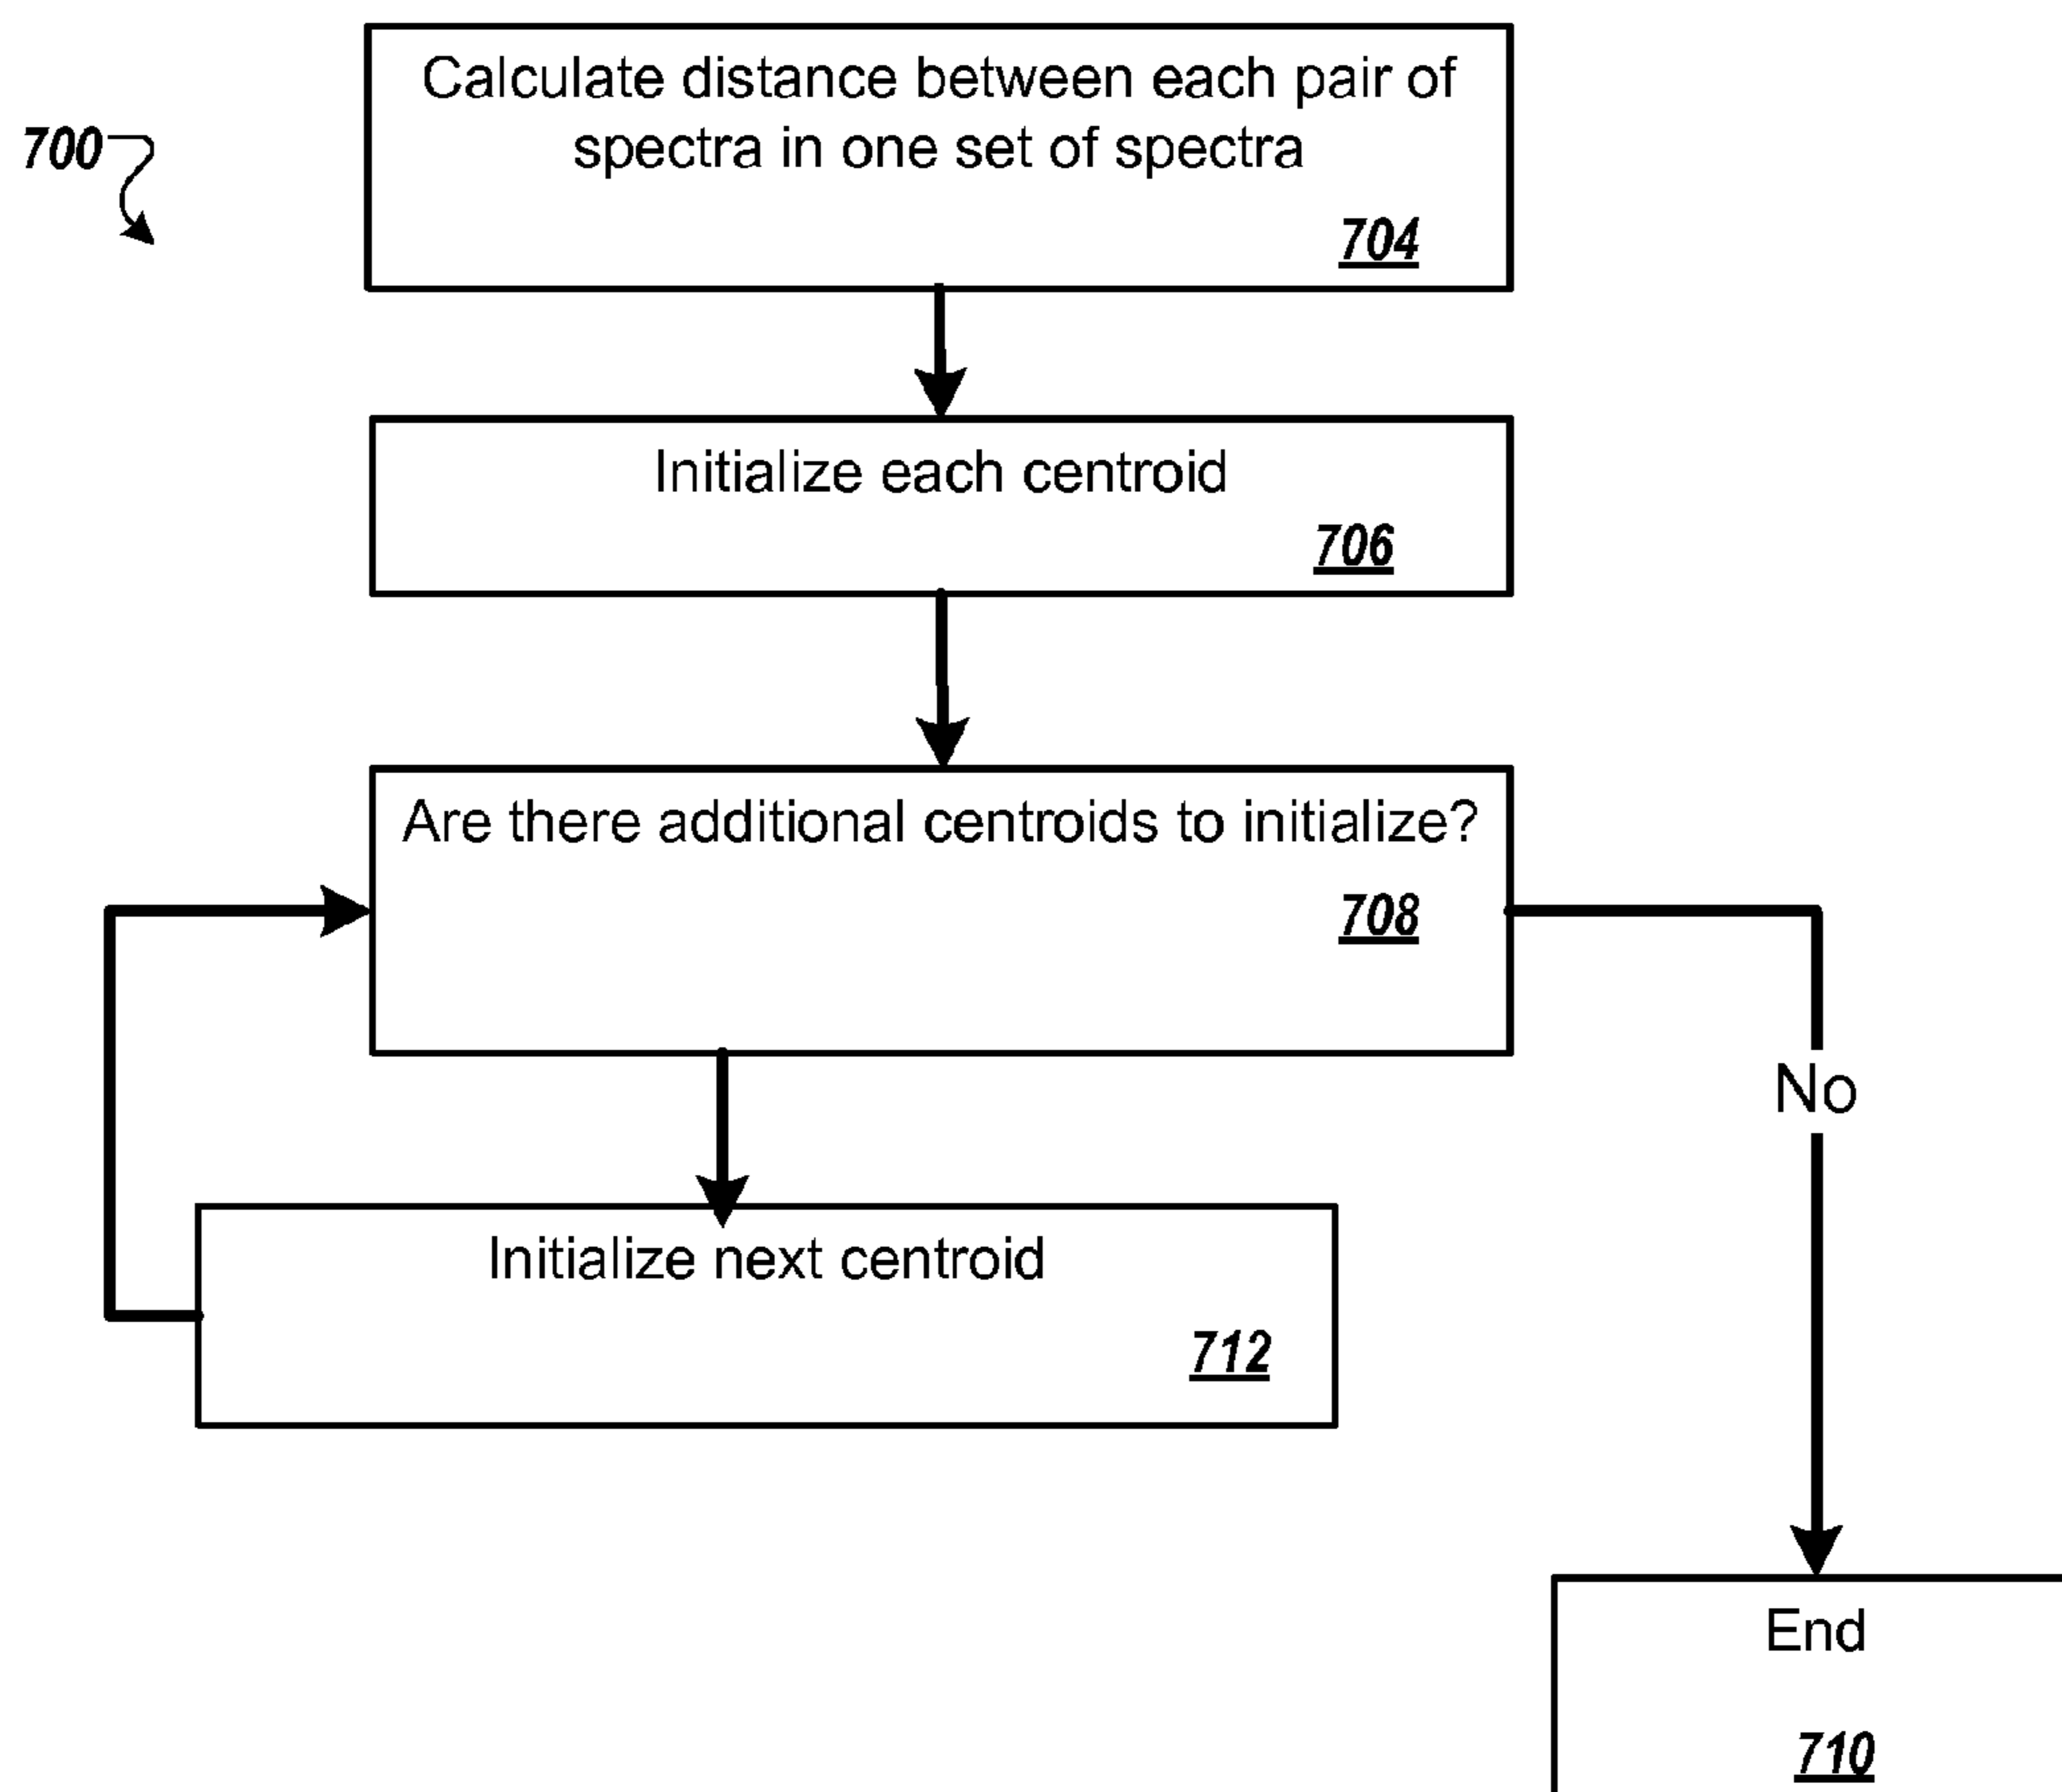 700
Calculate distance between each pair of
spectra in one set of spectra
704
Initialize each centroid
706
Are there additional centroids to initialize?
708
No
Initialize next centroid
712
End
710